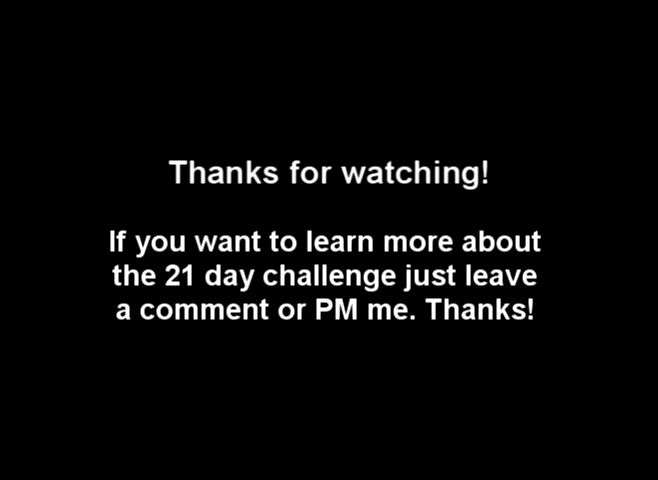 Thanks for watching!
If you want to learn more about
the 21 day challenge just leave
a comment or PM me. Thanks!